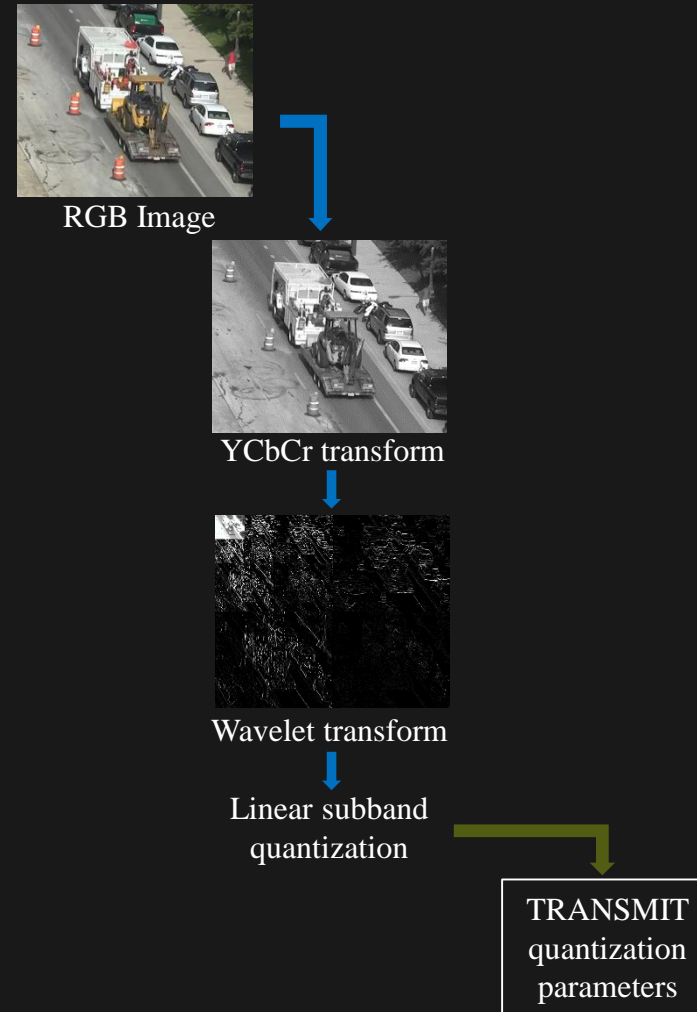 RGB Image
YCbCr transform
Wavelet transform
Linear subband
quantization
TRANSMIT
quantization
parameters